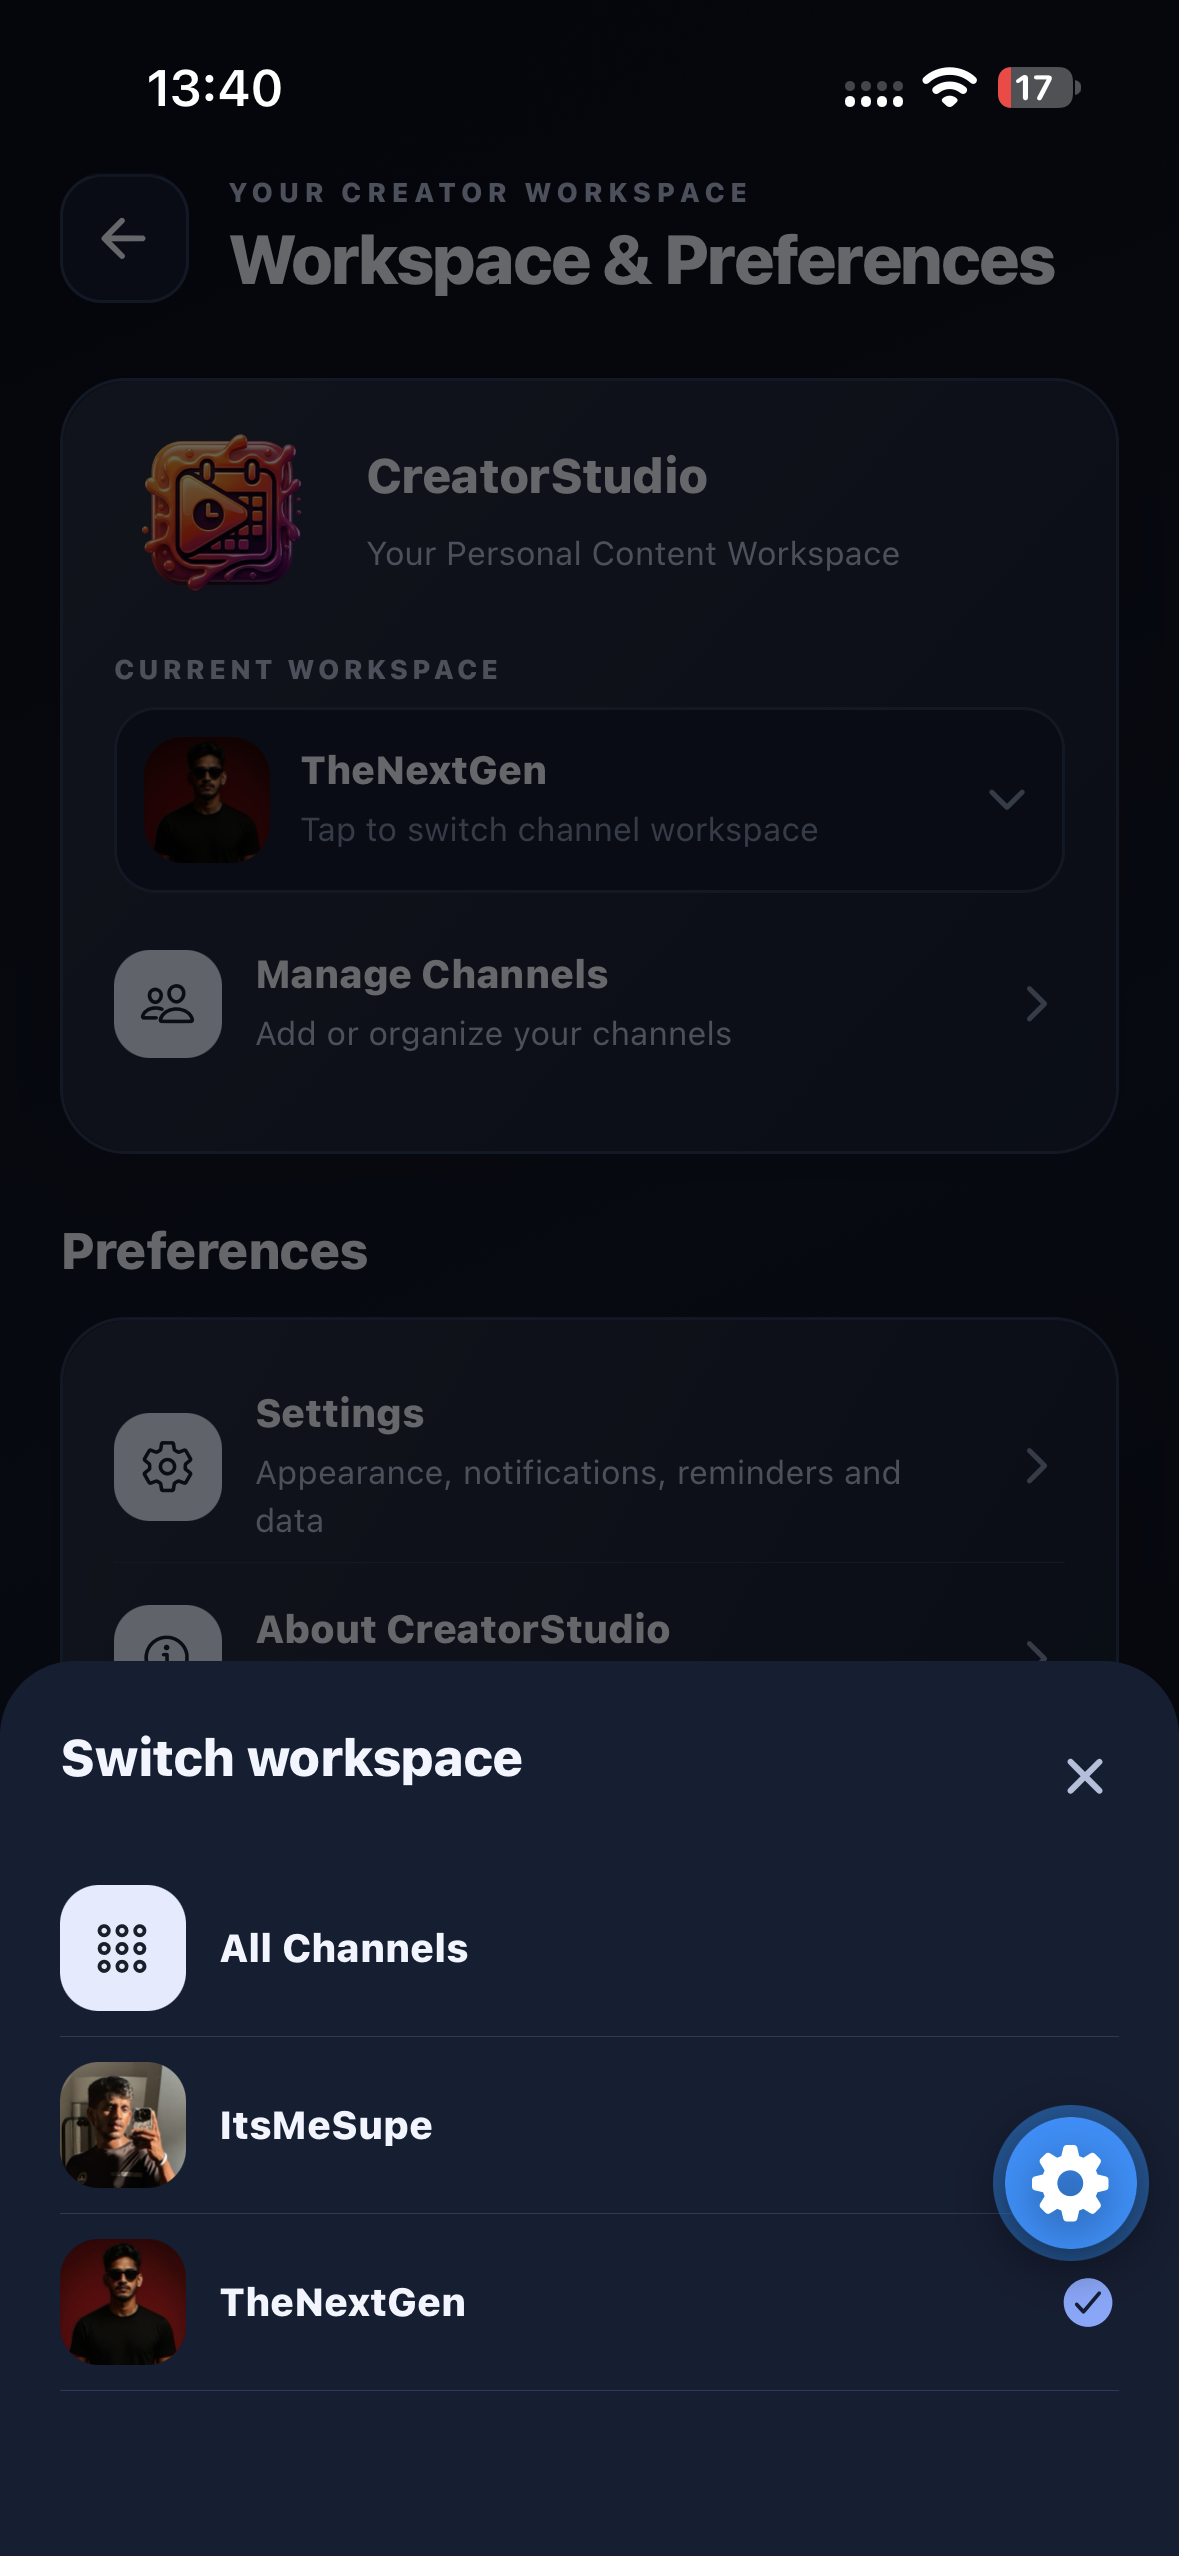 13:40
17
YOUR CREATOR WORKSPACE
Workspace & Preferences
CreatorStudio
Your Personal Content Workspace
CURRENT WORKSPACE
TheNextGen
Tap to switch channel workspace
Manage Channels
Add or organize your channels
Preferences
Settings
Appearance, notifications, reminders and
data
About CreatorStudio
Switch workspace
All Channels
ItsMeSupe
TheNextGen